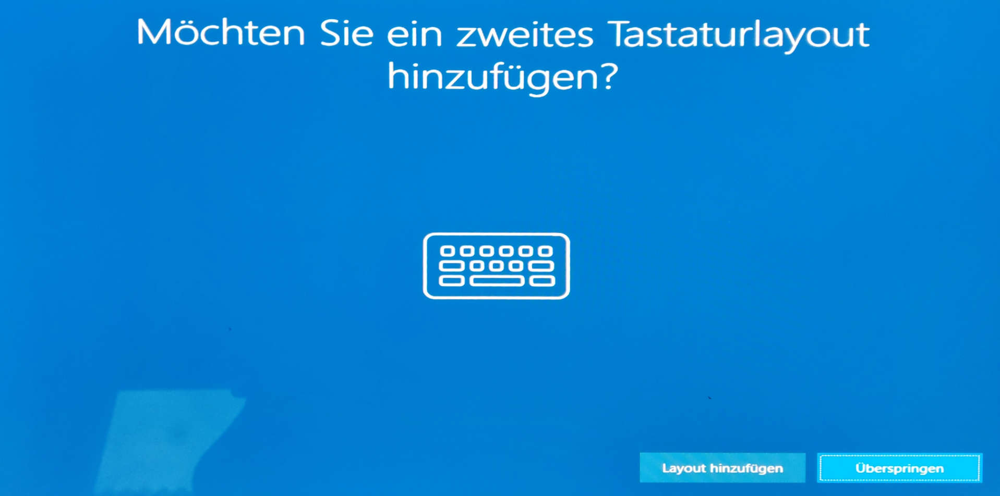 Möchten Sie ein zweites Tastaturlayout
hinzufügen?
Layout hinzufügen
Überspringen